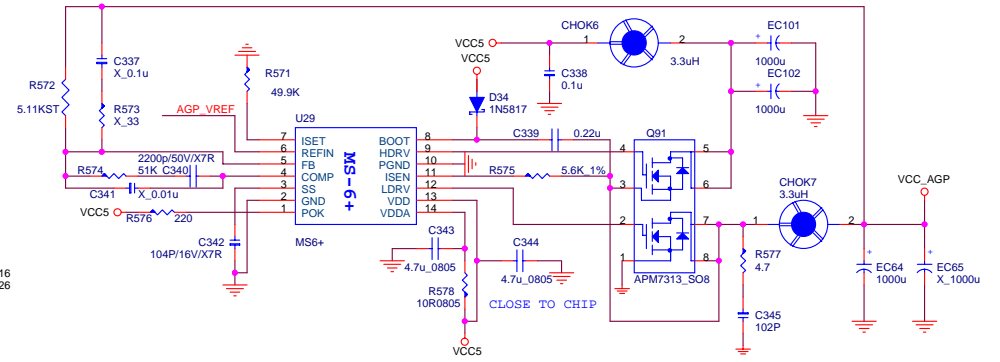 CHOK6
1
2
3.3uH
EC101
1000u
EC102
1000u
VCC5
VCC5
C338
0.1u
C337
X_0.1u
R572
5.11KST
R573
X_33
R571
49.9K
AGP_VREF
D34
1N5817
U29
C339
0.22u
Q91
7 ISET
6 REFIN
5 FB
4 COMP
3 SS
2 GND
1 POK
MS-6+
BOOT 8
HDRV 9
PGND 10
ISEN 11
LDRV 12
VDD 13
VDDA 14
MS6+
2200p/50V/X7R
R574
51K
C340
C341
X_0.01u
VCC5
R576
220
C342
104P/16V/X7R
R575
5.6K_1%
4
5
3
6
2
7
1
8
APM7313_SO8
CHOK7
3.3uH
1
2
VCC_AGP
C343
4.7u_0805
C344
4.7u_0805
R578
10R0805
CLOSE TO CHIP
VCC5
R577
4.7
C345
102P
EC64
1000u
EC65
X_1000u
16
26
+
+
+
+